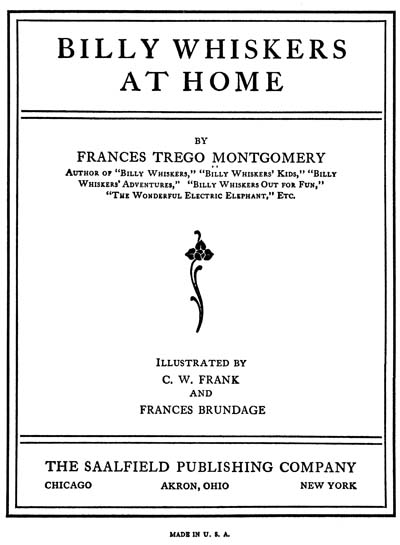 BILLY WHISKERS
AT HOME
BY
FRANCES TREGO MONTGOMERY
AUTHOR OF "BILLY WHISKERS," "BILLY WHISKERS' KIDS," "BILLY
WHISKERS' ADVENTURES," "BILLY WHISKERS OUT FOR FUN,"
"THE WONDERFUL ELECTRIC ELEPHANT," ETC.
ILLUSTRATED BY
C. W. FRANK
AND
FRANCES BRUNDAGE
THE SAALFIELD PUBLISHING COMPANY
CHICAGO AKRON, OHIO NEW YORK
MADE IN U. S. A.